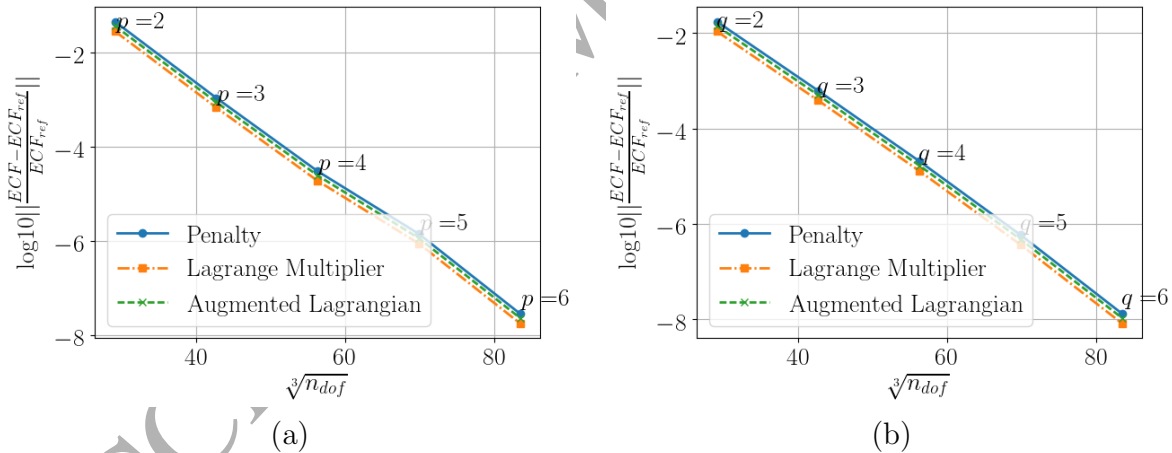 p =2
p =3
p =4
p =5
p =6
−2
−4
−6
−8
log10||ECF−ECF_ref/ECF_ref||
Penalty
Lagrange Multiplier
Augmented Lagrangian
40 60 80
∛n_dof
(a)
q =2
q =3
q =4
q =5
q =6
−2
−4
−6
−8
log10||ECF−ECF_ref/ECF_ref||
Penalty
Lagrange Multiplier
Augmented Lagrangian
40 60 80
∛n_dof
(b)